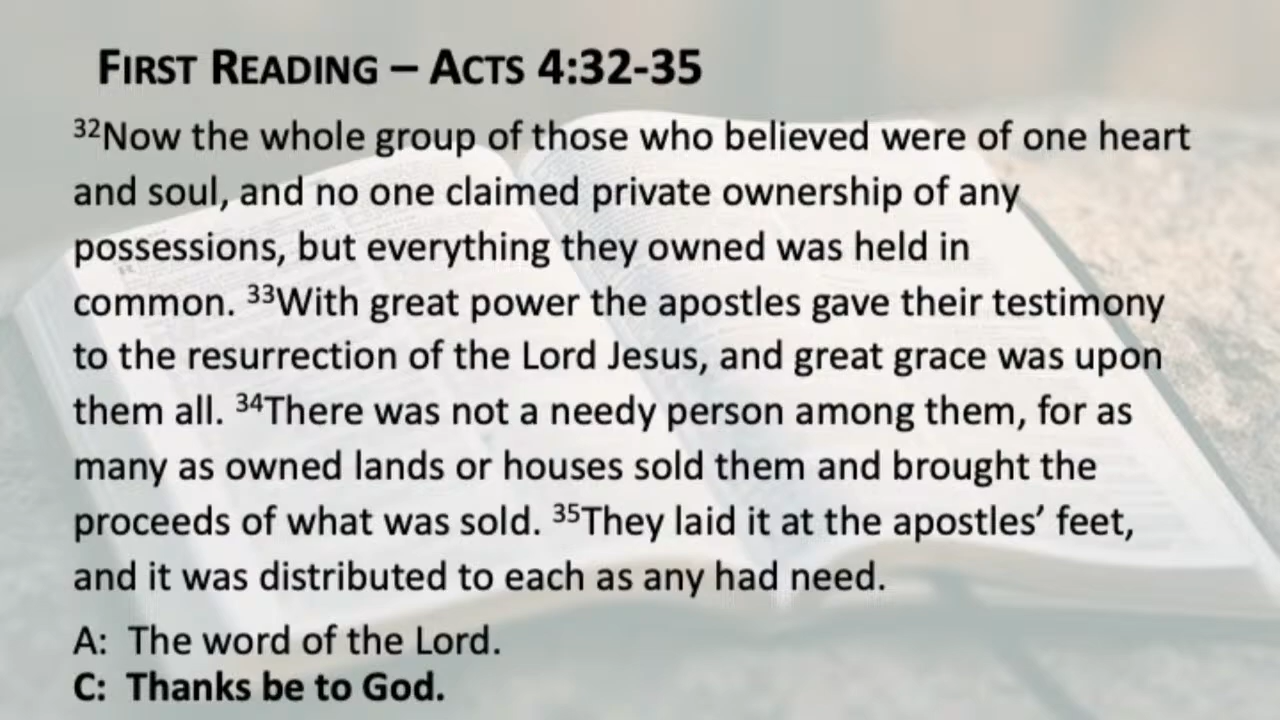 FIRST READING – ACTS 4:32-35
³²Now the whole group of those who believed were of one heart
and soul, and no one claimed private ownership of any
possessions, but everything they owned was held in
common. ³³With great power the apostles gave their testimony
to the resurrection of the Lord Jesus, and great grace was upon
them all. ³⁴There was not a needy person among them, for as
many as owned lands or houses sold them and brought the
proceeds of what was sold. ³⁵They laid it at the apostles’ feet,
and it was distributed to each as any had need.
A: The word of the Lord.
C: Thanks be to God.